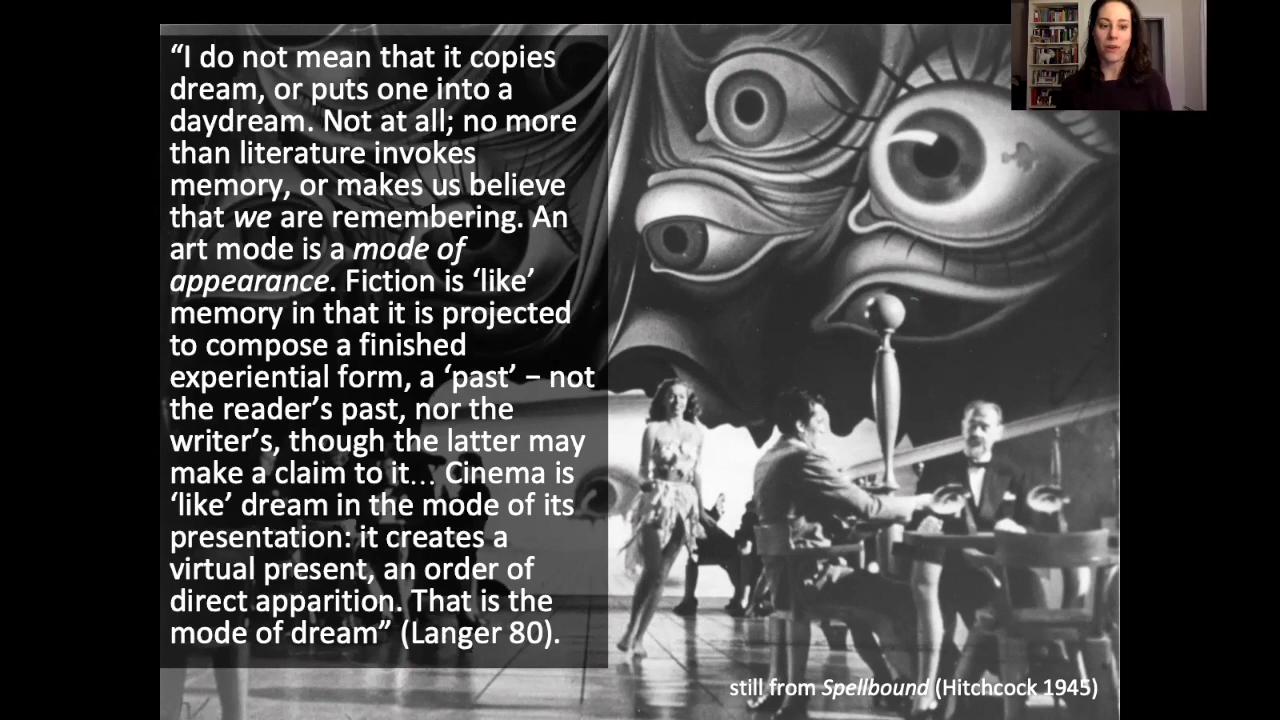 “I do not mean that it copies
dream, or puts one into a
daydream. Not at all; no more
than literature invokes
memory, or makes us believe
that we are remembering. An
art mode is a mode of
appearance. Fiction is ‘like’
memory in that it is projected
to compose a finished
experiential form, a ‘past’ – not
the reader’s past, nor the
writer’s, though the latter may
make a claim to it… Cinema is
‘like’ dream in the mode of its
presentation: it creates a
virtual present, an order of
direct apparition. That is the
mode of dream” (Langer 80).
still from Spellbound (Hitchcock 1945)